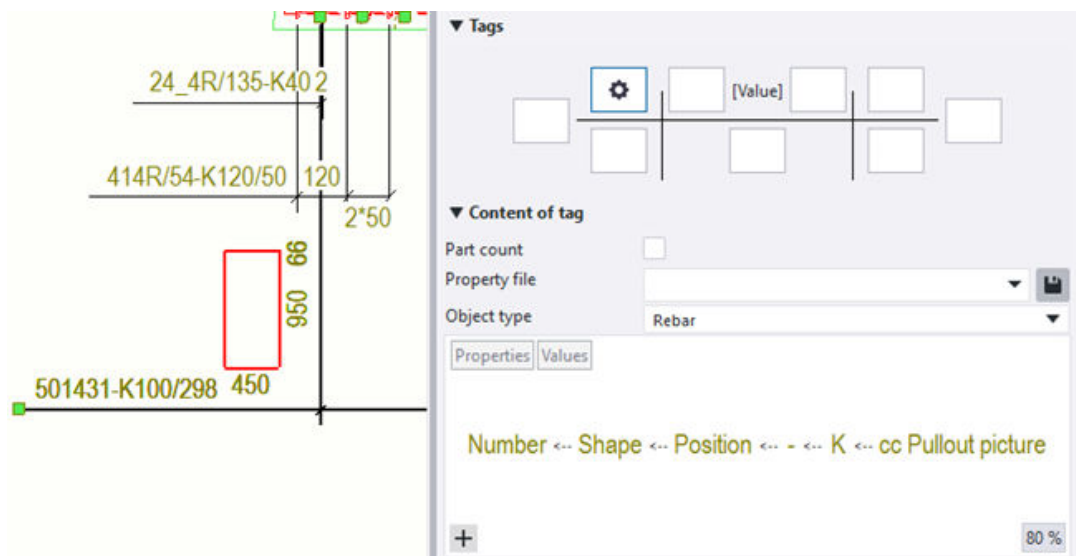 24_4R/135-K40 2
414R/54-K120/50 120
2*50
66
950
450
501431-K100/298
▼ Tags
[Value]
▼ Content of tag
Part count
Property file
Object type Rebar
Properties Values
Number <-- Shape <-- Position <-- - <-- K <-- cc Pullout picture
+ 80 %